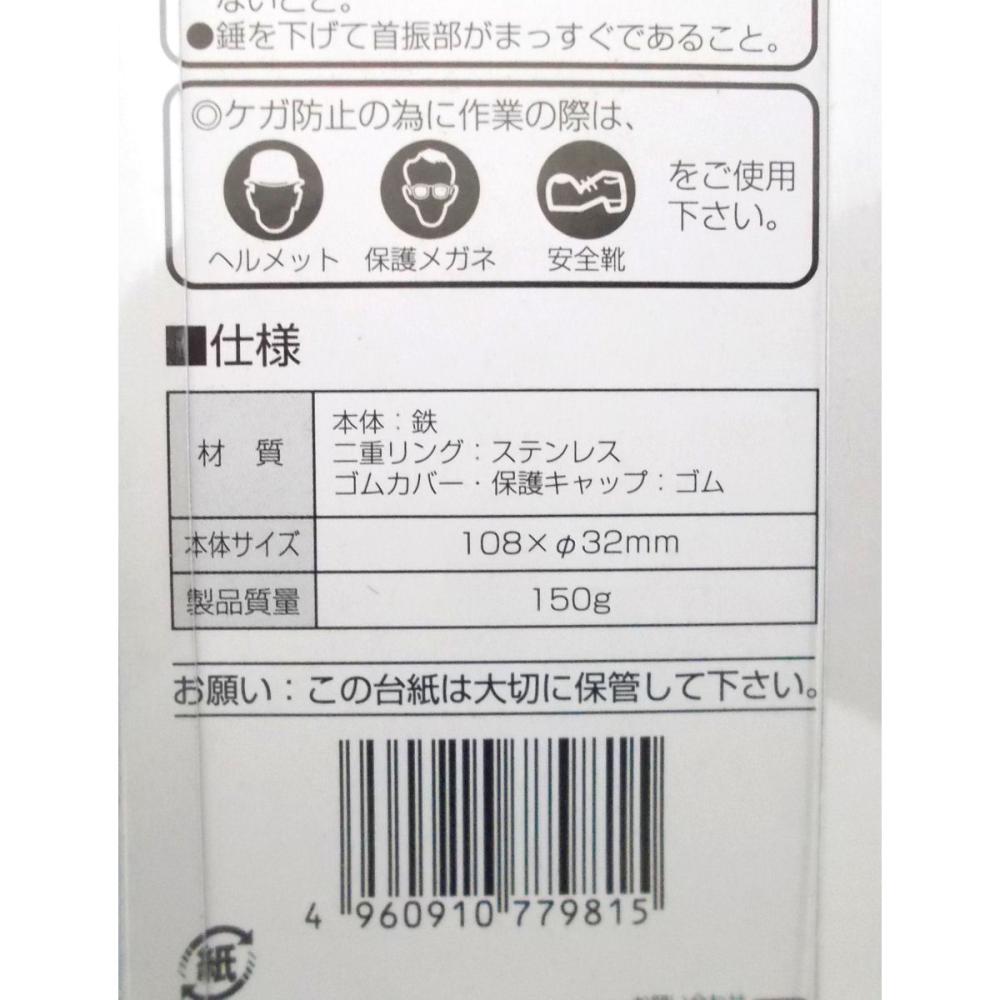 ないこと。
●錘を下げて首振部がまっすぐであること。
◎ケガ防止の為に作業の際は、
ヘルメット 保護メガネ 安全靴
をご使用
下さい。
■仕様
材 質
本体：鉄
二重リング：ステンレス
ゴムカバー・保護キャップ：ゴム
本体サイズ 108×φ32mm
製品質量 150g
お願い：この台紙は大切に保管して下さい。
4 960910 779815
紙